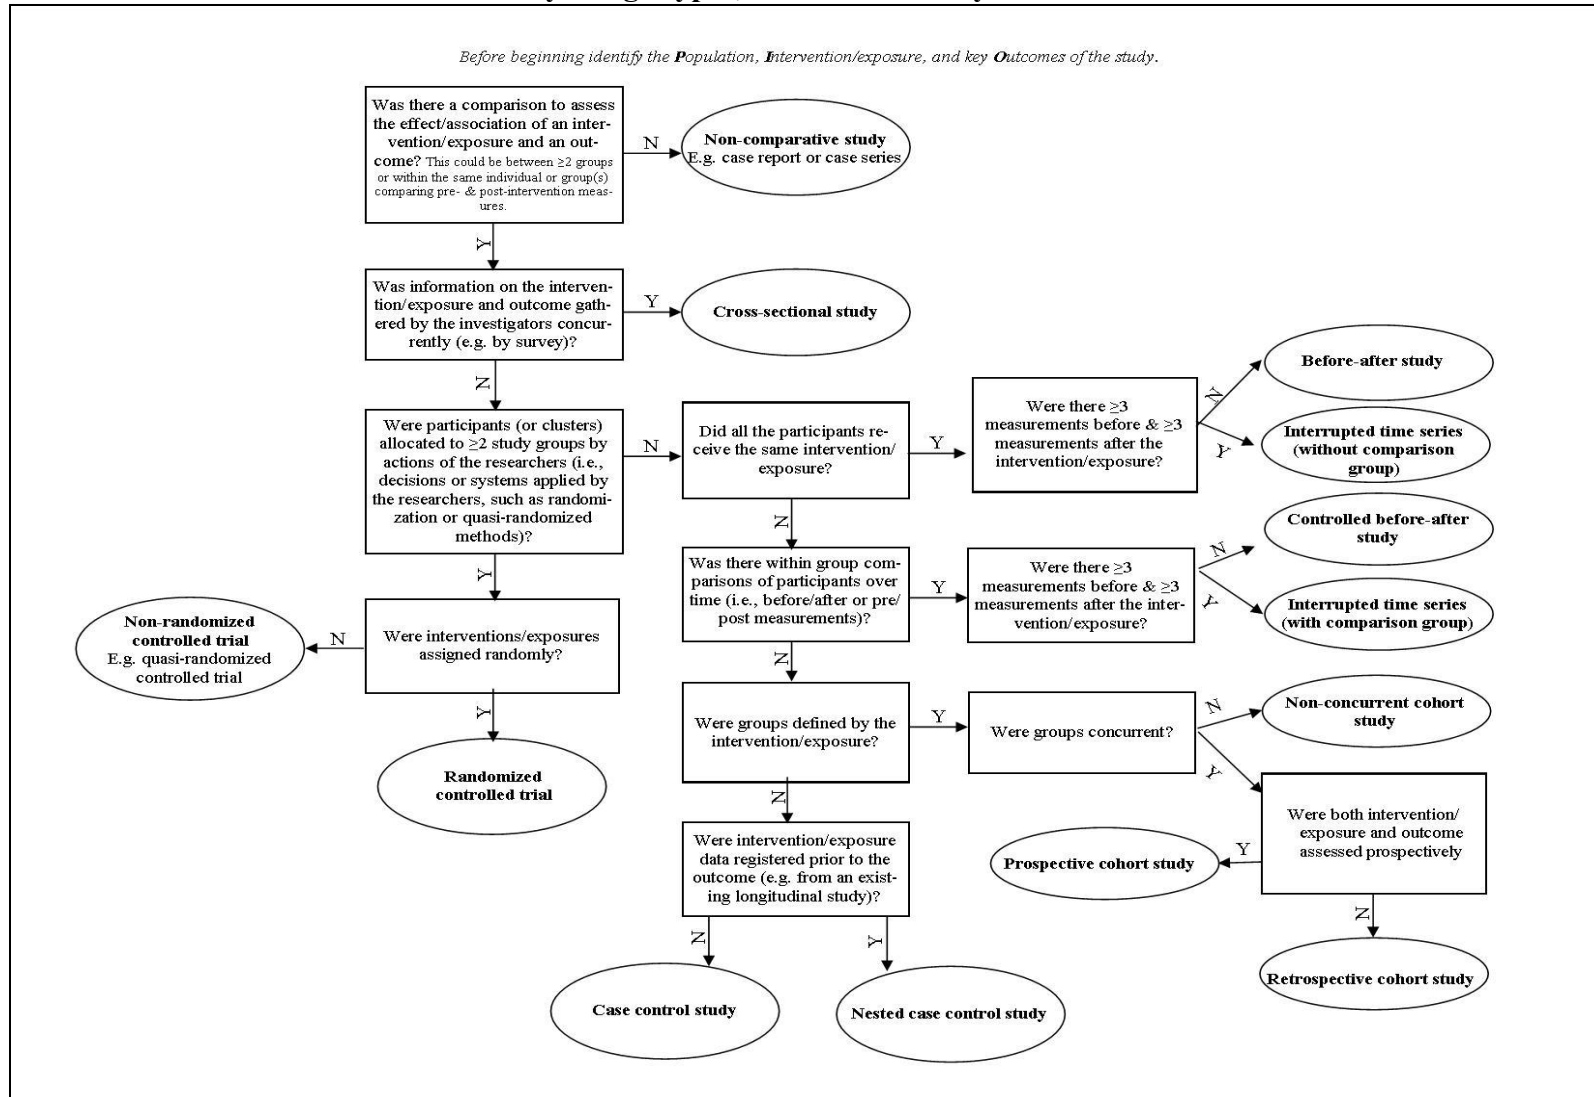 Before beginning identify the Population, Intervention/exposure, and key Outcomes of the study.
Was there a comparison to assess
the effect/association of an inter-
vention/exposure and an out-
come? This could be between ≥2 groups
or within the same individual or group(s)
comparing pre- & post-intervention meas-
ures.
N
Non-comparative study
E.g. case report or case series
Y
Was information on the interven-
tion/exposure and outcome gath-
ered by the investigators concur-
rently (e.g. by survey)?
Y
Cross-sectional study
N
Were participants (or clusters)
allocated to ≥2 study groups by
actions of the researchers (i.e.,
decisions or systems applied by
the researchers, such as randomi-
zation or quasi-randomized
methods)?
N
Did all the participants re-
ceive the same intervention/
exposure?
Y
Were there ≥3
measurements before & ≥3
measurements after the
intervention/exposure?
N
Before-after study
Y
Interrupted time series
(without comparison
group)
N
Was there within group com-
parisons of participants over
time (i.e., before/after or pre/
post measurements)?
Y
Were there ≥3
measurements before & ≥3
measurements after the inter-
vention/exposure?
N
Controlled before-after
study
Y
Interrupted time series
(with comparison group)
Y
Were interventions/exposures
assigned randomly?
N
Non-randomized
controlled trial
E.g. quasi-randomized
controlled trial
Y
Randomized
controlled trial
N
Were groups defined by the
intervention/exposure?
Y
Were groups concurrent?
N
Non-concurrent cohort
study
Y
Were both intervention/
exposure and outcome
assessed prospectively
Y
Prospective cohort study
N
Retrospective cohort study
N
Were intervention/exposure
data registered prior to the
outcome (e.g. from an exist-
ing longitudinal study)?
N
Case control study
Y
Nested case control study